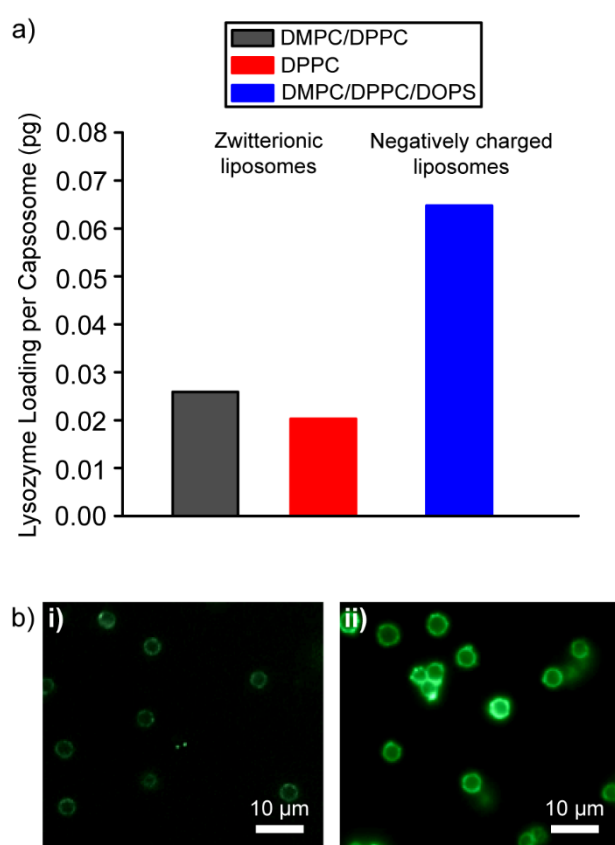 a)
DMPC/DPPC
DPPC
DMPC/DPPC/DOPS
Zwitterionic
liposomes
Negatively charged
liposomes
Lysozyme Loading per Capsosome (pg)
0.08
0.07
0.06
0.05
0.04
0.03
0.02
0.01
0.00
b)
i)
10 µm
ii)
10 µm